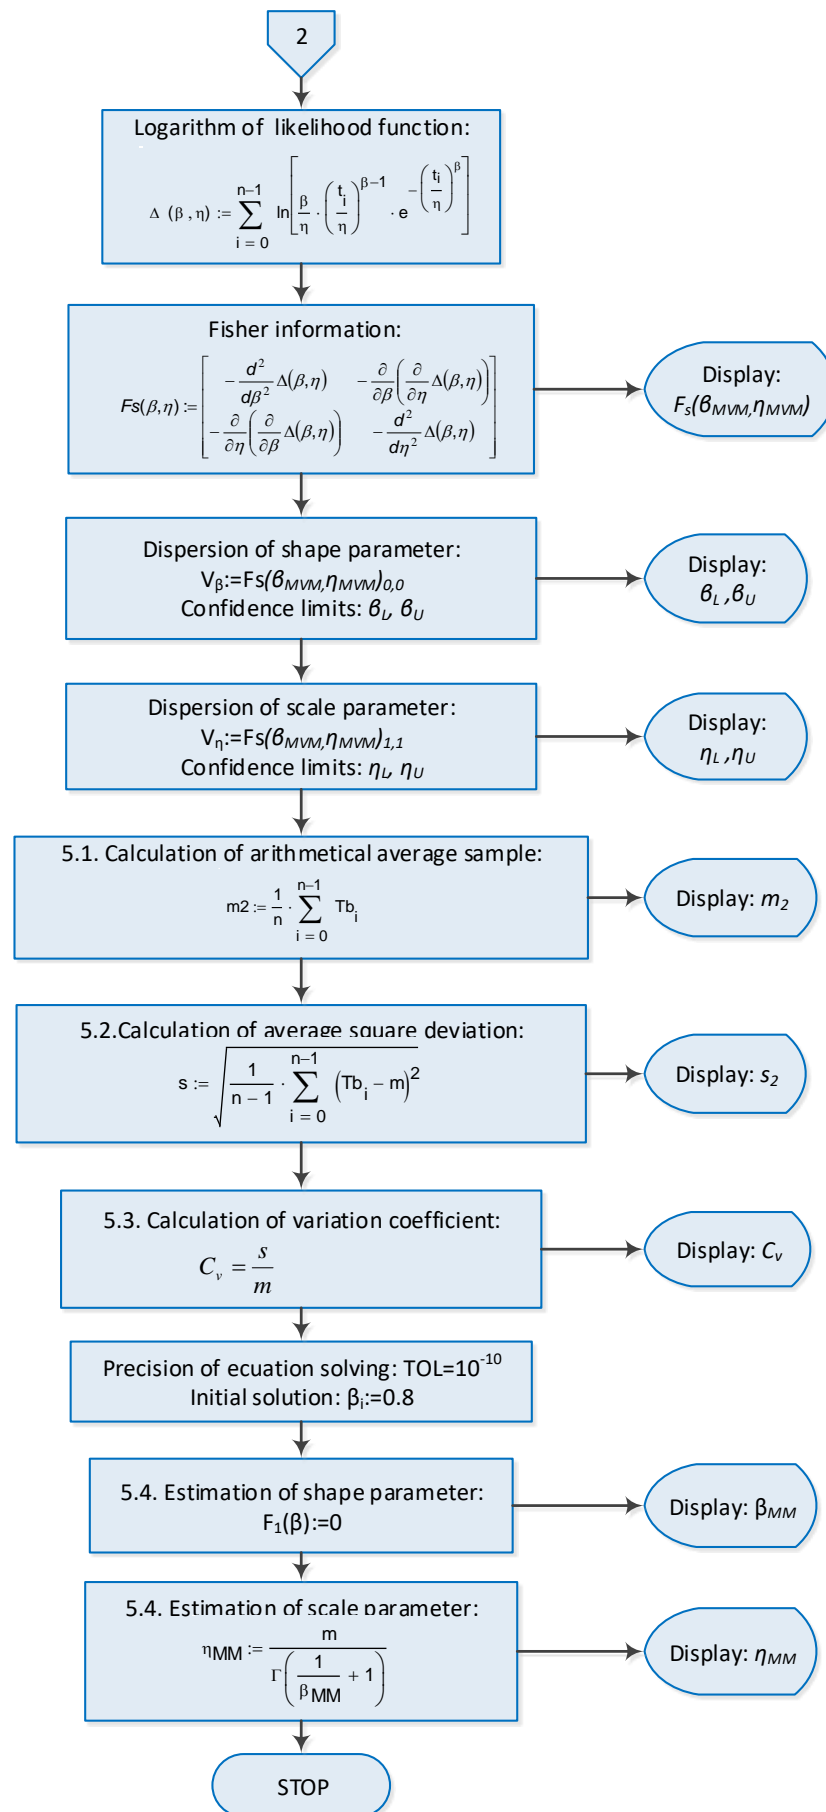 2
Logarithm of likelihood function:
Δ (β , η) := ∑_{i = 0}^{n−1} ln[ β/η · (t_i/η)^{β−1} · e^{−(t_i/η)^β} ]
Fisher information:
Fs(β,η) := [ −d²/dβ² Δ(β,η)   −∂/∂β(∂/∂η Δ(β,η))
−∂/∂η(∂/∂β Δ(β,η))   −d²/dη² Δ(β,η) ]
Display:
F_s(β_MVM,η_MVM)
Dispersion of shape parameter:
V_β:=Fs(β_MVM,η_MVM)_0,0
Confidence limits: β_L, β_U
Display:
β_L ,β_U
Dispersion of scale parameter:
V_η:=Fs(β_MVM,η_MVM)_1,1
Confidence limits: η_L, η_U
Display:
η_L ,η_U
5.1. Calculation of arithmetical average sample:
m2 := 1/n · ∑_{i = 0}^{n−1} Tb_i
Display: m_2
5.2.Calculation of average square deviation:
s := √( 1/(n − 1) · ∑_{i = 0}^{n−1} (Tb_i − m)² )
Display: s_2
5.3. Calculation of variation coefficient:
C_v = s/m
Display: C_v
Precision of ecuation solving: TOL=10^-10
Initial solution: β_i:=0.8
5.4. Estimation of shape parameter:
F_1(β):=0
Display: β_MM
5.4. Estimation of scale parameter:
η_MM := m / Γ(1/β_MM + 1)
Display: η_MM
STOP